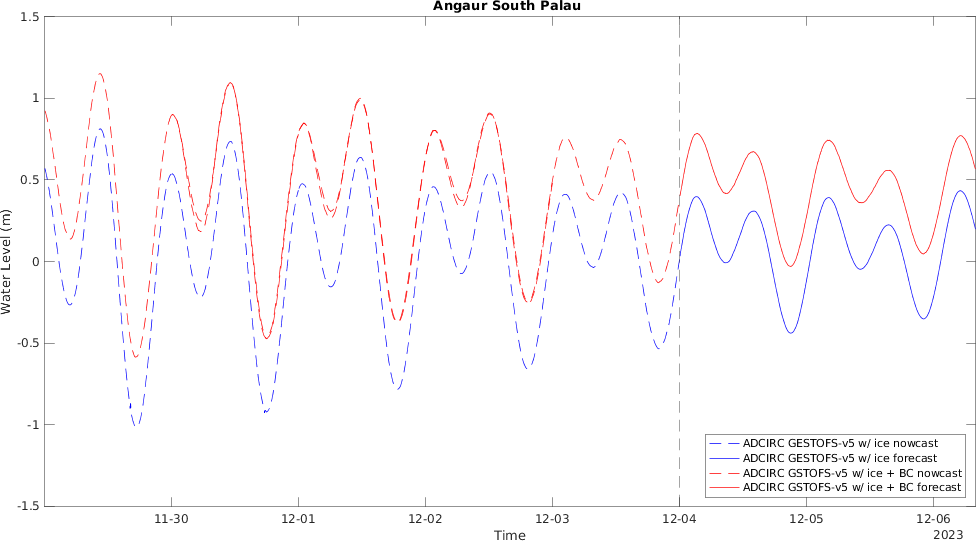 Angaur South Palau
1.5
1
0.5
0
-0.5
-1
-1.5
Water Level (m)
11-30
12-01
12-02
12-03
12-04
12-05
12-06
Time
2023
ADCIRC GESTOFS-v5 w/ ice nowcast
ADCIRC GESTOFS-v5 w/ ice forecast
ADCIRC GSTOFS-v5 w/ ice + BC nowcast
ADCIRC GSTOFS-v5 w/ ice + BC forecast